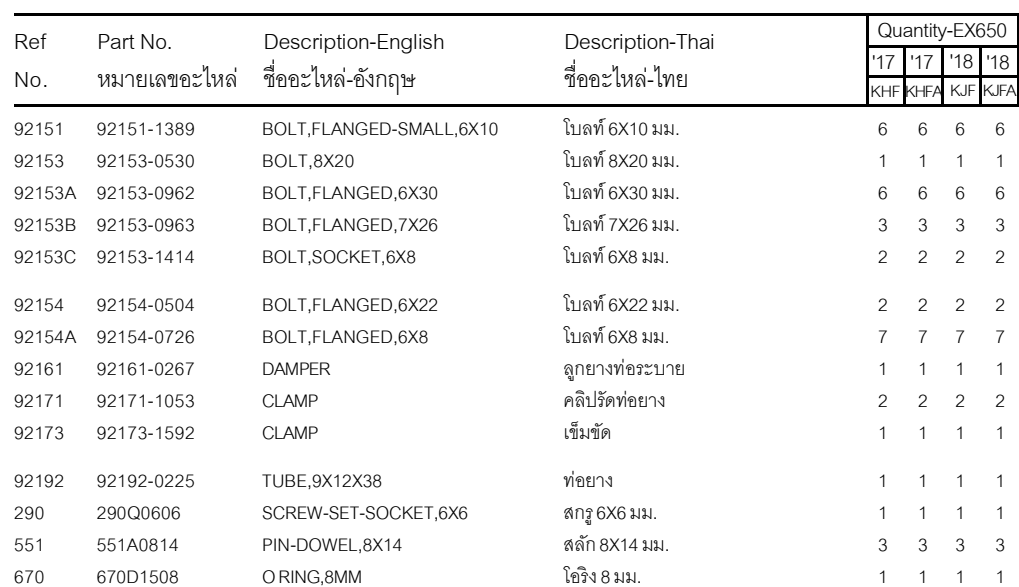 Ref Part No. Description-English Description-Thai Quantity-EX650
No. หมายเลขอะไหล่ ชื่ออะไหล่-อังกฤษ ชื่ออะไหล่-ไทย '17 '17 '18 '18
KHF KHFA KJF KJFA
92151 92151-1389 BOLT,FLANGED-SMALL,6X10 โบลท์ 6X10 มม. 6 6 6 6
92153 92153-0530 BOLT,8X20 โบลท์ 8X20 มม. 1 1 1 1
92153A 92153-0962 BOLT,FLANGED,6X30 โบลท์ 6X30 มม. 6 6 6 6
92153B 92153-0963 BOLT,FLANGED,7X26 โบลท์ 7X26 มม. 3 3 3 3
92153C 92153-1414 BOLT,SOCKET,6X8 โบลท์ 6X8 มม. 2 2 2 2
92154 92154-0504 BOLT,FLANGED,6X22 โบลท์ 6X22 มม. 2 2 2 2
92154A 92154-0726 BOLT,FLANGED,6X8 โบลท์ 6X8 มม. 7 7 7 7
92161 92161-0267 DAMPER ลูกยางท่อระบาย 1 1 1 1
92171 92171-1053 CLAMP คลิปรัดท่อยาง 2 2 2 2
92173 92173-1592 CLAMP เข็มขัด 1 1 1 1
92192 92192-0225 TUBE,9X12X38 ท่อยาง 1 1 1 1
290 290Q0606 SCREW-SET-SOCKET,6X6 สกรู 6X6 มม. 1 1 1 1
551 551A0814 PIN-DOWEL,8X14 สลัก 8X14 มม. 3 3 3 3
670 670D1508 O RING,8MM โอริง 8 มม. 1 1 1 1